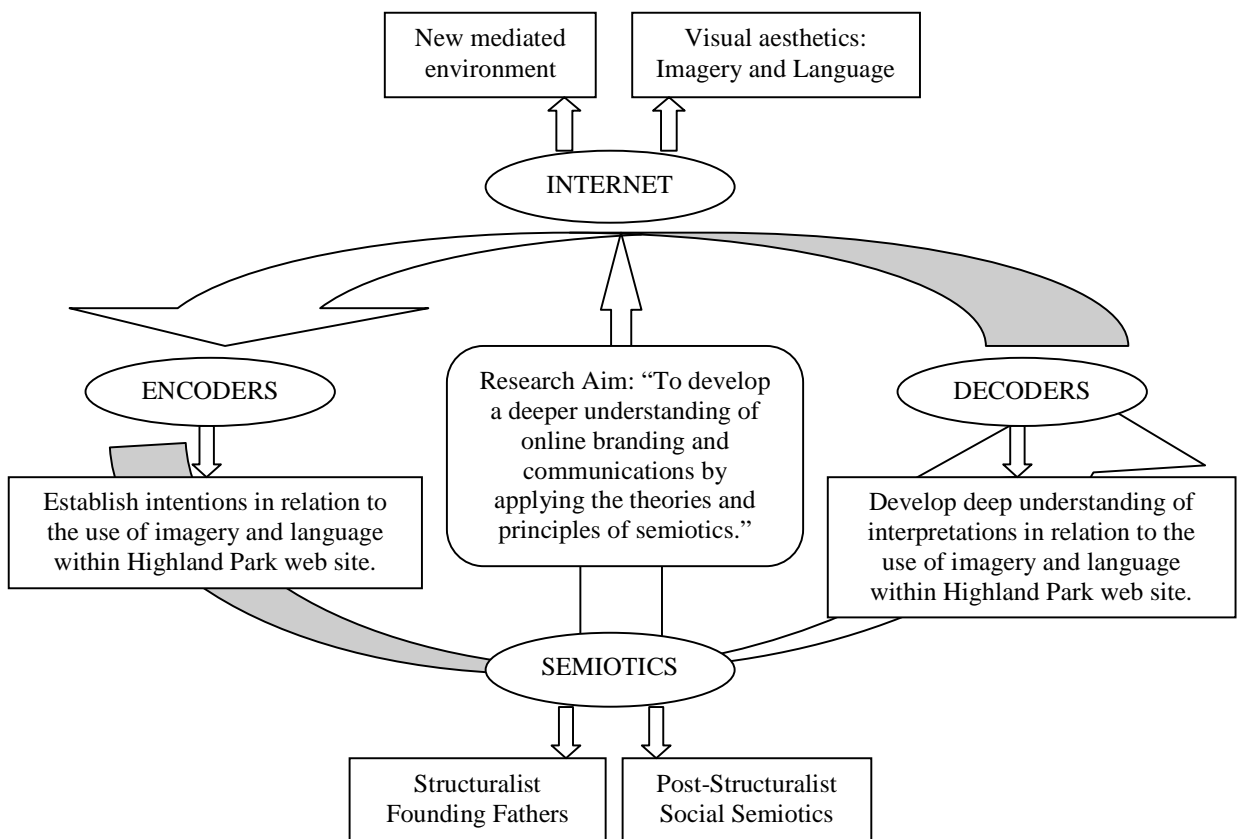 New mediated
environment
Visual aesthetics:
Imagery and Language
INTERNET
ENCODERS
Research Aim: “To develop
a deeper understanding of
online branding and
communications by
applying the theories and
principles of semiotics.”
DECODERS
Establish intentions in relation to
the use of imagery and language
within Highland Park web site.
Develop deep understanding of
interpretations in relation to the
use of imagery and language
within Highland Park web site.
SEMIOTICS
Structuralist
Founding Fathers
Post-Structuralist
Social Semiotics